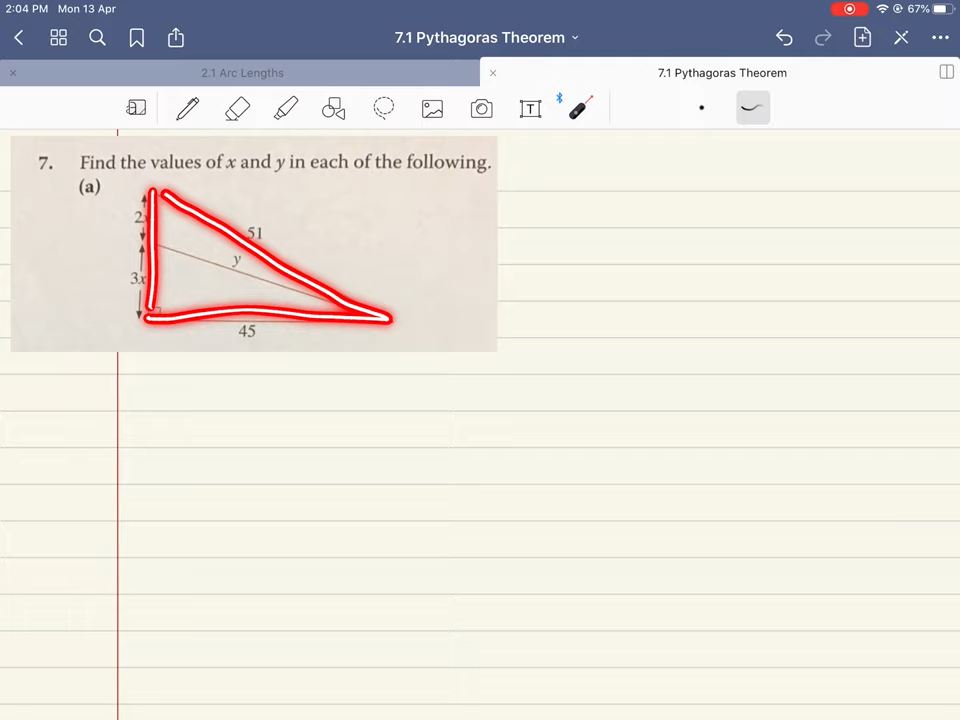 2:04 PM Mon 13 Apr
67%
7.1 Pythagoras Theorem
2.1 Arc Lengths
7.1 Pythagoras Theorem
T
7. Find the values of x and y in each of the following.
(a)
51
y
3x
45